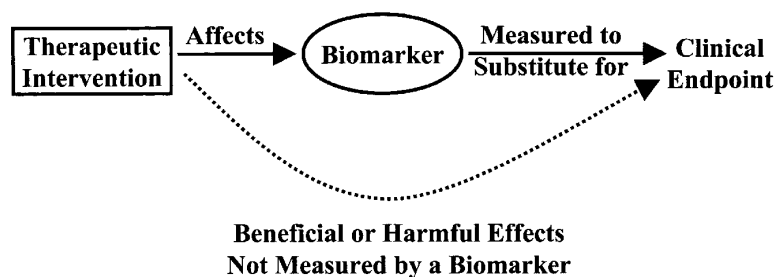 Therapeutic
Intervention
Affects
Biomarker
Measured to
Substitute for
Clinical
Endpoint
Beneficial or Harmful Effects
Not Measured by a Biomarker